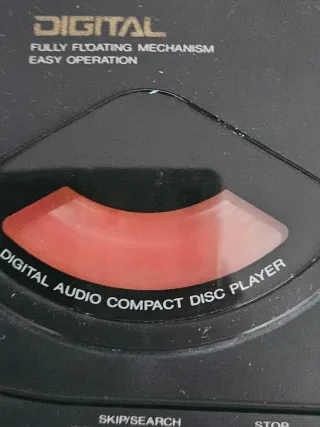 DIGITAL
FULLY FLOATING MECHANISM
EASY OPERATION
DIGITAL AUDIO COMPACT DISC PLAYER
SKIP/SEARCH
STOP